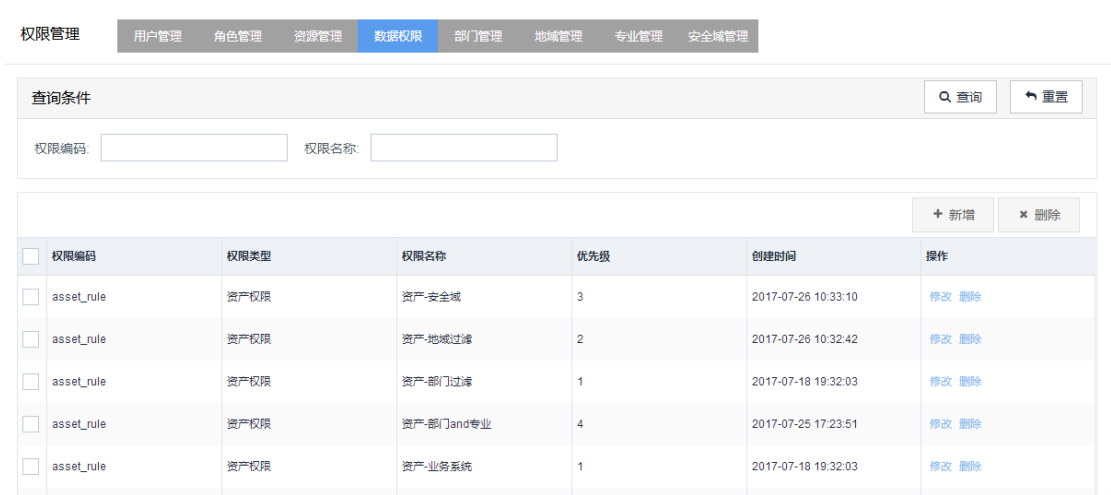 权限管理 用户管理 角色管理 资源管理 数据权限 部门管理 地域管理 专业管理 安全域管理
查询条件 查询 重置
权限编码: 权限名称:
新增 删除
权限编码 权限类型 权限名称 优先级 创建时间 操作
asset_rule 资产权限 资产-安全域 3 2017-07-26 10:33:10 修改 删除
asset_rule 资产权限 资产-地域过滤 2 2017-07-26 10:32:42 修改 删除
asset_rule 资产权限 资产-部门过滤 1 2017-07-18 19:32:03 修改 删除
asset_rule 资产权限 资产-部门and专业 4 2017-07-25 17:23:51 修改 删除
asset_rule 资产权限 资产-业务系统 1 2017-07-18 19:32:03 修改 删除